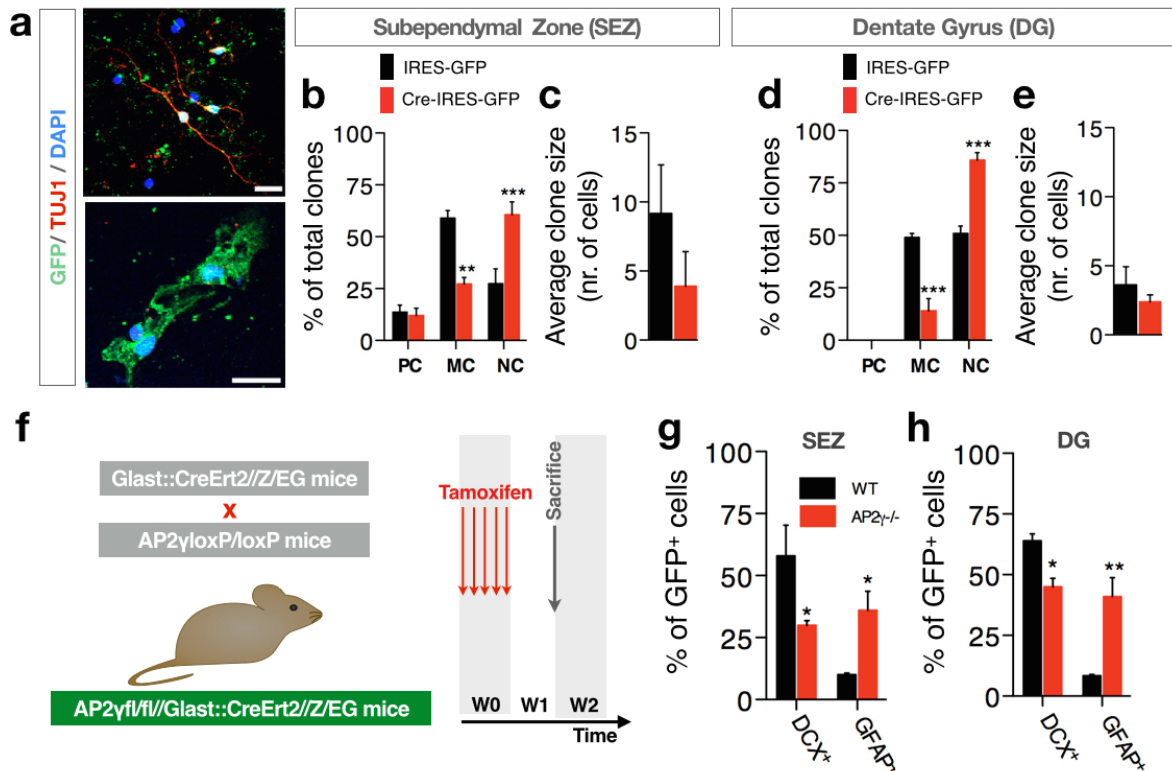 a
GFP/ TUJ1 / DAPI
Subependymal Zone (SEZ)
IRES-GFP
Cre-IRES-GFP
b
% of total clones
100
75
50
25
0
**
***
PC MC NC
c
Average clone size
(nr. of cells)
15
10
5
0
Dentate Gyrus (DG)
IRES-GFP
Cre-IRES-GFP
d
% of total clones
100
75
50
25
0
***
***
PC MC NC
e
Average clone size
(nr. of cells)
15
10
5
0
f
Glast::CreErt2//Z/EG mice
x
AP2γloxP/loxP mice
AP2γfl/fl//Glast::CreErt2//Z/EG mice
Tamoxifen
Sacrifice
W0 W1 W2
Time
g
SEZ
% of GFP+ cells
100
75
50
25
0
WT
AP2γ-/-
*
*
DCX+
GFAP+
h
DG
% of GFP+ cells
100
75
50
25
0
*
**
DCX+
GFAP+